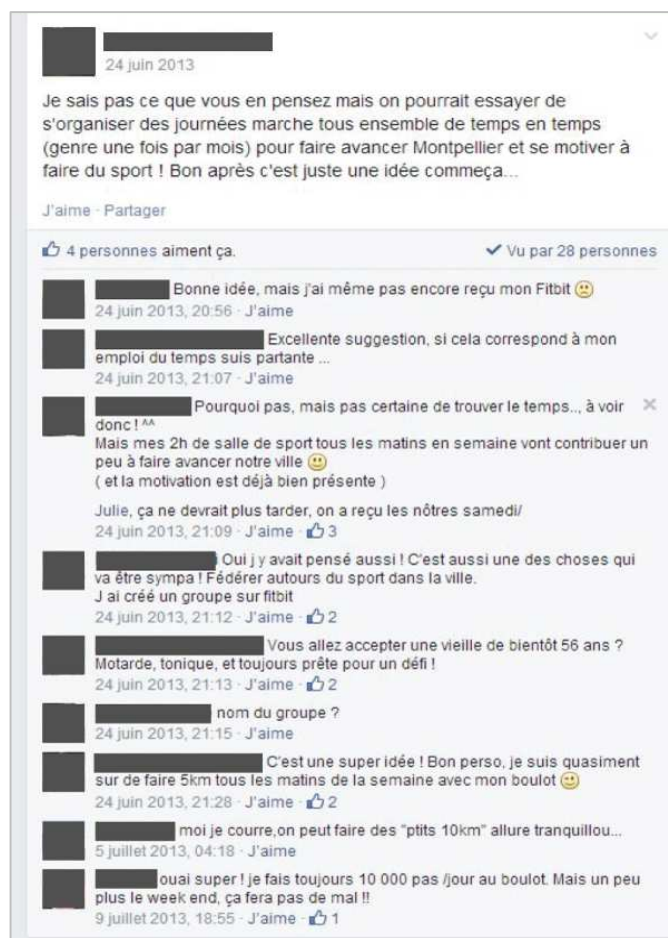 24 juin 2013
Je sais pas ce que vous en pensez mais on pourrait essayer de
s'organiser des journées marche tous ensemble de temps en temps
(genre une fois par mois) pour faire avancer Montpellier et se motiver à
faire du sport ! Bon après c'est juste une idée commeça...
J'aime · Partager
4 personnes aiment ça.
Vu par 28 personnes
Bonne idée, mais j'ai même pas encore reçu mon Fitbit
24 juin 2013, 20:56 · J'aime
Excellente suggestion, si cela correspond à mon
emploi du temps suis partante ...
24 juin 2013, 21:07 · J'aime
Pourquoi pas, mais pas certaine de trouver le temps.., à voir
donc ! ^^
Mais mes 2h de salle de sport tous les matins en semaine vont contribuer un
peu à faire avancer notre ville
( et la motivation est déjà bien présente )
Julie, ça ne devrait plus tarder, on a reçu les nôtres samedi/
24 juin 2013, 21:09 · J'aime · 3
Oui j y avait pensé aussi ! C'est aussi une des choses qui
va être sympa ! Fédérer autours du sport dans la ville.
J ai créé un groupe sur fitbit
24 juin 2013, 21:12 · J'aime · 2
Vous allez accepter une vieille de bientôt 56 ans ?
Motarde, tonique, et toujours prête pour un défi !
24 juin 2013, 21:13 · J'aime · 2
nom du groupe ?
24 juin 2013, 21:15 · J'aime
C'est une super idée ! Bon perso, je suis quasiment
sur de faire 5km tous les matins de la semaine avec mon boulot
24 juin 2013, 21:28 · J'aime · 2
moi je courre,on peut faire des "ptits 10km" allure tranquillou...
5 juillet 2013, 04:18 · J'aime
ouai super ! je fais toujours 10 000 pas /jour au boulot. Mais un peu
plus le week end, ça fera pas de mal !!
9 juillet 2013, 18:55 · J'aime · 1